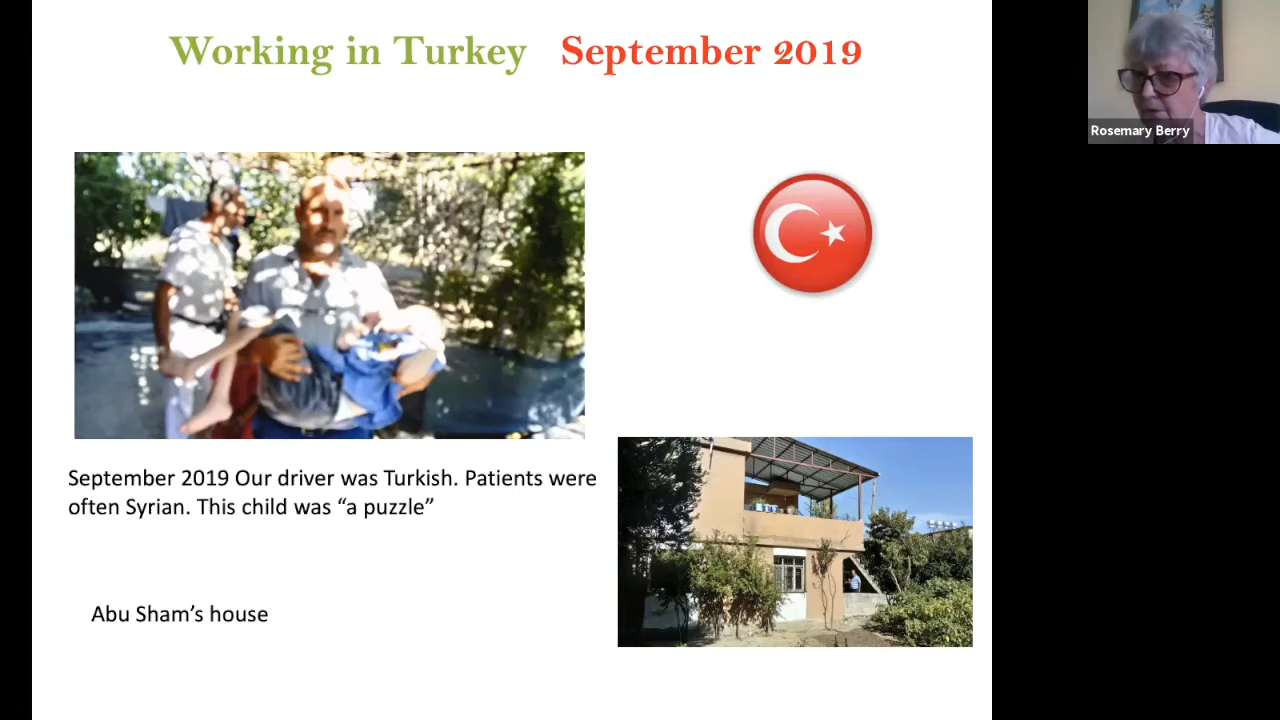 Working in Turkey September 2019
Rosemary Berry
September 2019 Our driver was Turkish. Patients were
often Syrian. This child was “a puzzle”
Abu Sham’s house